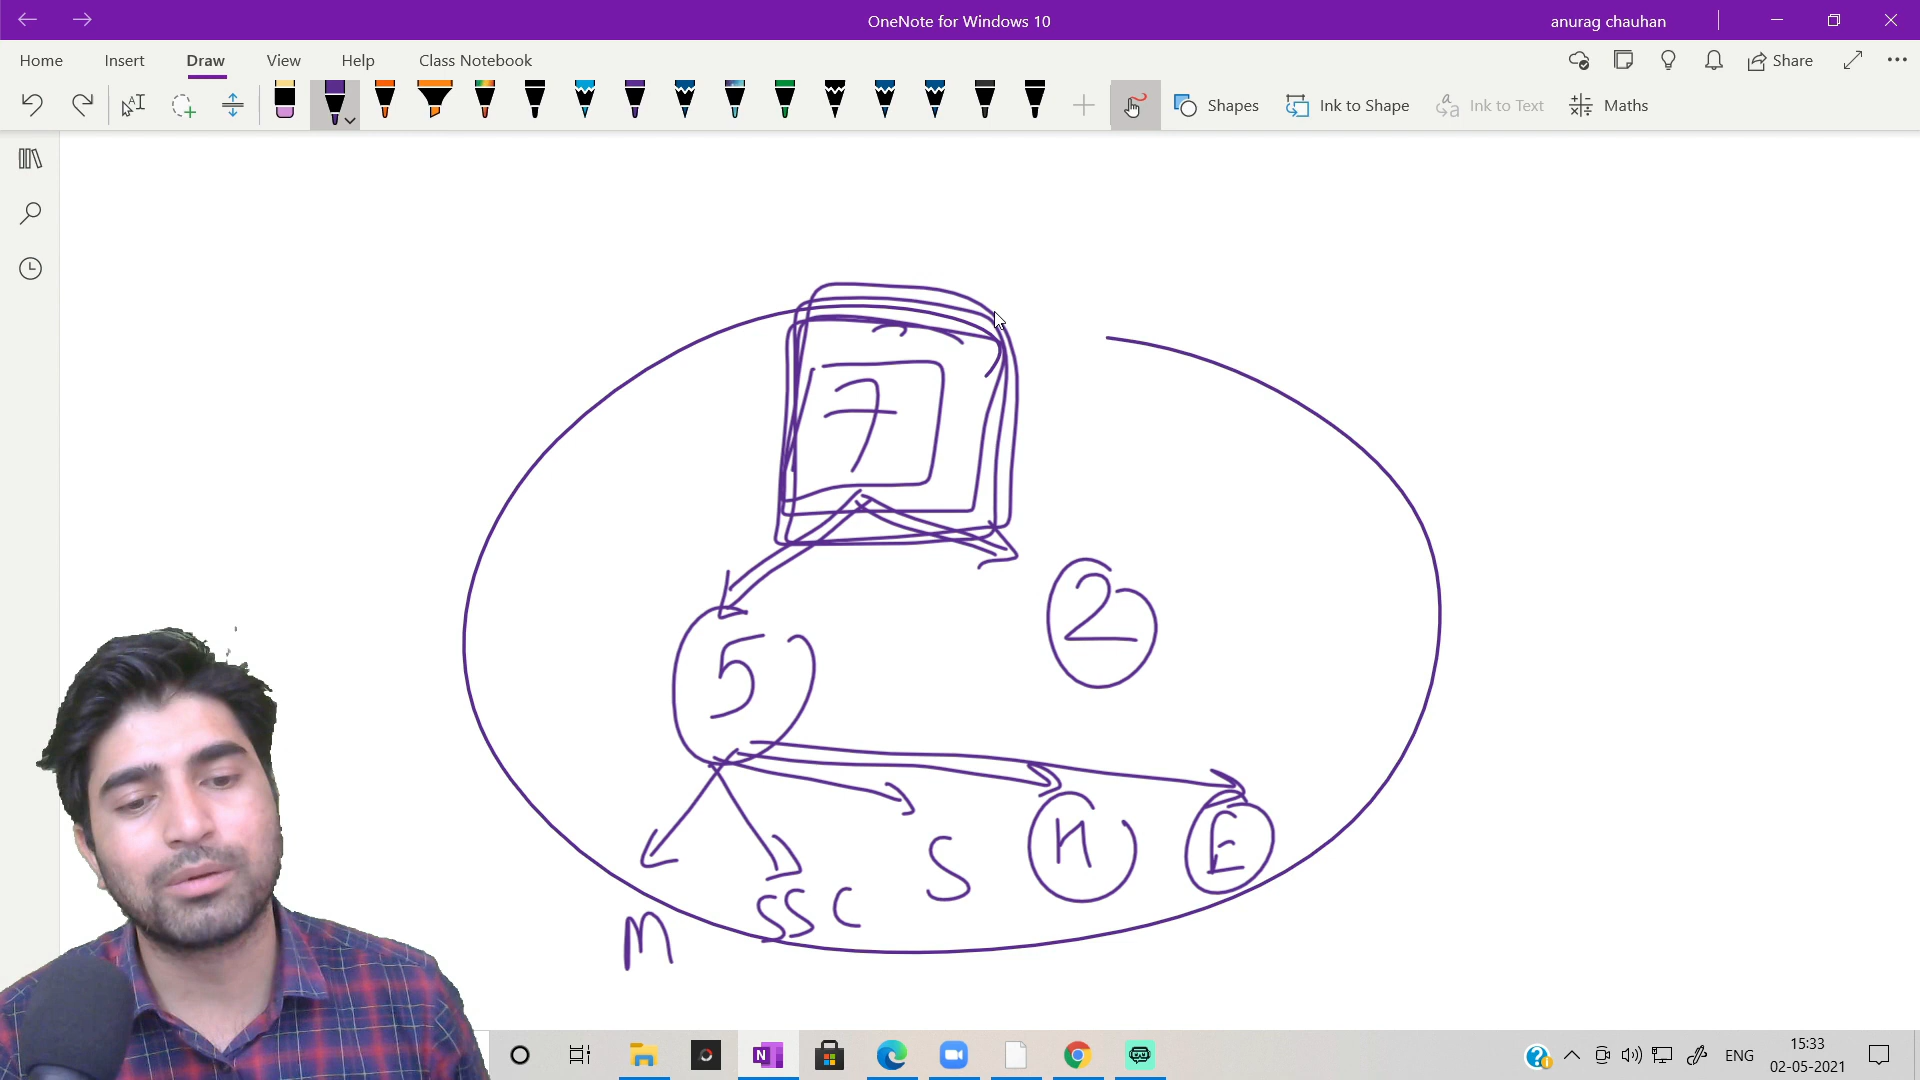 OneNote for Windows 10
anurag chauhan
Home Insert Draw View Help Class Notebook
Share
Shapes Ink to Shape Ink to Text Maths
7
2
5
M SSC S H E
ENG
15:33
02-05-2021